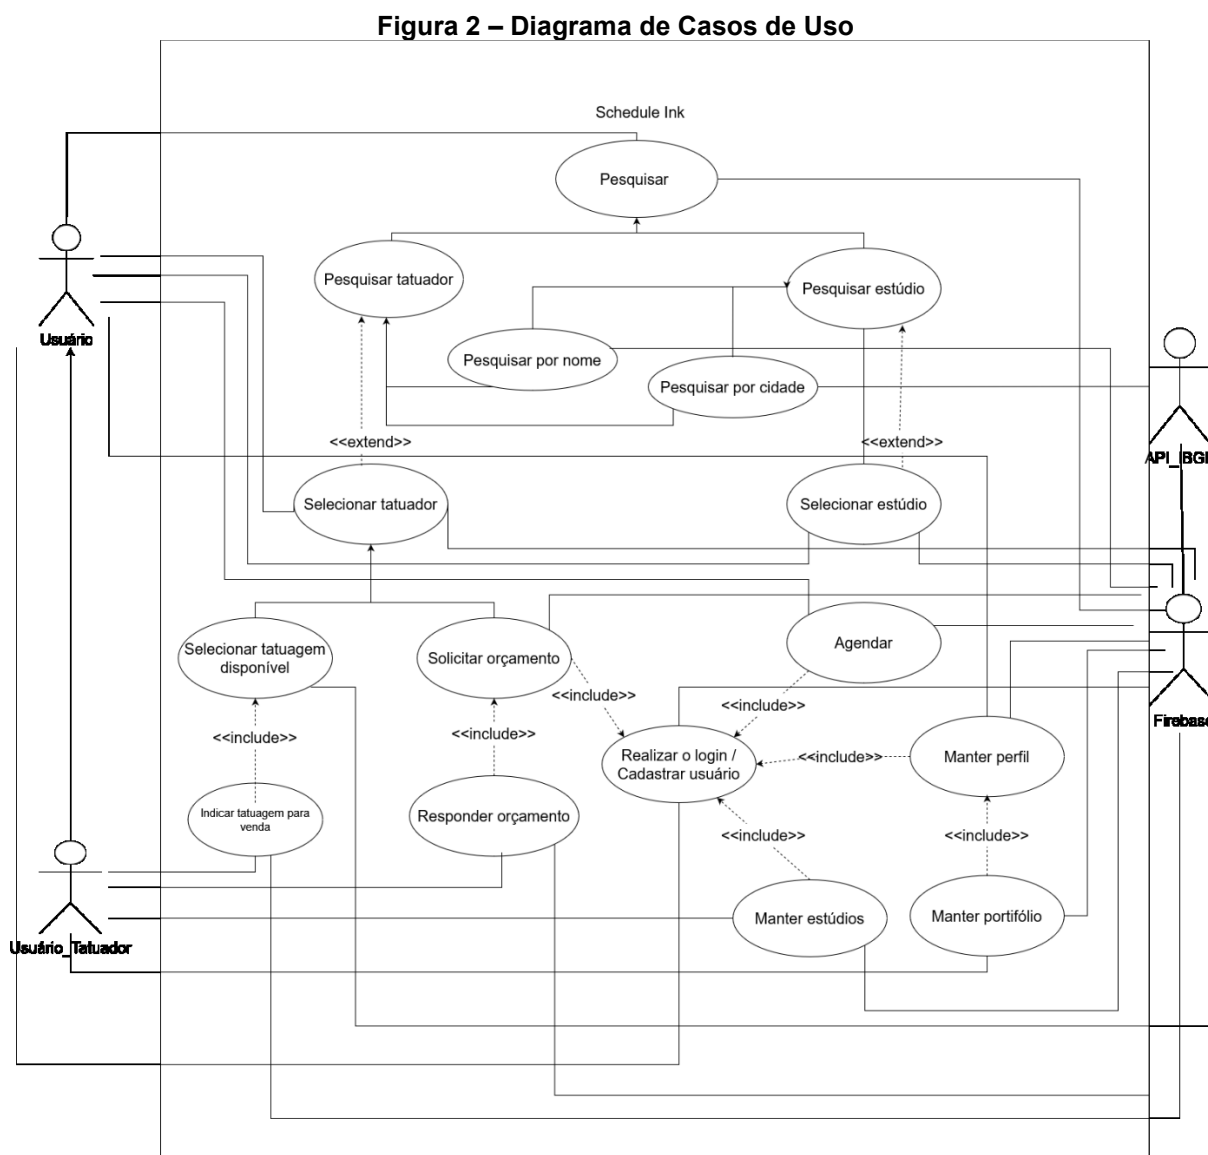 Figura 2 – Diagrama de Casos de Uso
Schedule Ink
Pesquisar
Pesquisar tatuador
Pesquisar estúdio
Usuário
Pesquisar por nome
Pesquisar por cidade
<<extend>>
<<extend>>
API_IBGE
Selecionar tatuador
Selecionar estúdio
Selecionar tatuagem
disponível
Solicitar orçamento
Agendar
<<include>>
<<include>>
Firebase
<<include>>
<<include>>
Realizar o login /
Cadastrar usuário
<<include>>
Manter perfil
Indicar tatuagem para
venda
Responder orçamento
<<include>>
<<include>>
Manter estúdios
Manter portifólio
Usuário_Tatuador